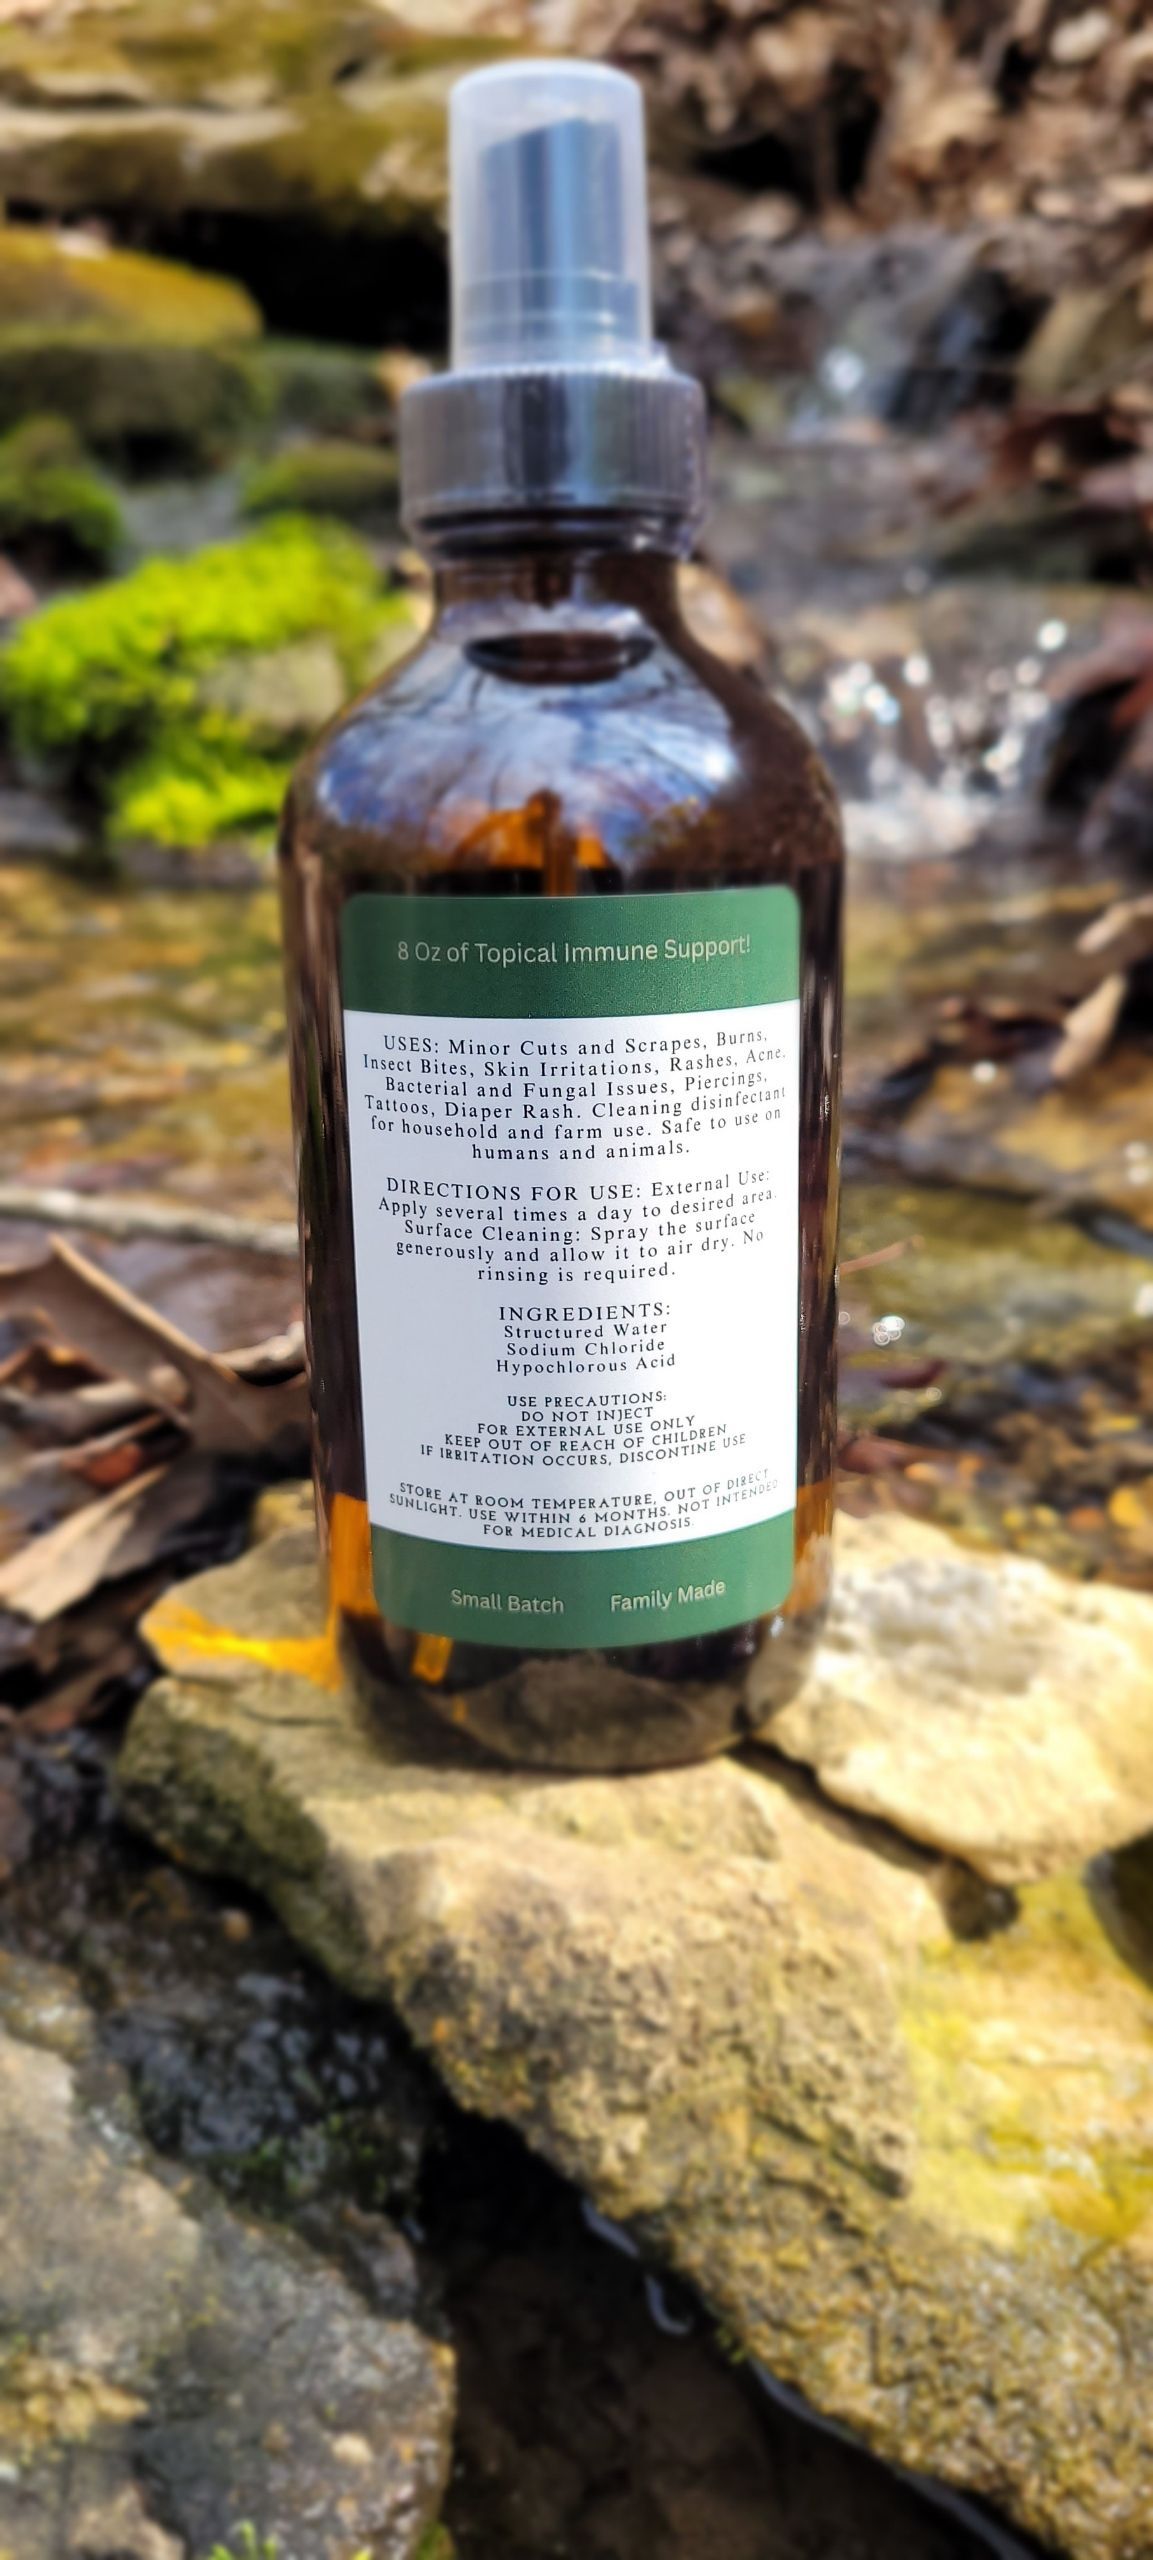 8 Oz of Topical Immune Support!
USES: Minor Cuts and Scrapes, Burns,
Insect Bites, Skin Irritations, Rashes, Acne.
Bacterial and Fungal Issues, Piercings,
Tattoos, Diaper Rash. Cleaning disinfectant
for household and farm use. Safe to use on
humans and animals.
DIRECTIONS FOR USE: External Use:
Apply several times a day to desired area.
Surface Cleaning: Spray the surface
generously and allow it to air dry. No
rinsing is required.
INGREDIENTS:
Structured Water
Sodium Chloride
Hypochlorous Acid
USE PRECAUTIONS:
DO NOT INJECT
FOR EXTERNAL USE ONLY
KEEP OUT OF REACH OF CHILDREN
IF IRRITATION OCCURS, DISCONTINE USE
STORE AT ROOM TEMPERATURE, OUT OF DIRECT
SUNLIGHT. USE WITHIN 6 MONTHS. NOT INTENDED
FOR MEDICAL DIAGNOSIS.
Small Batch Family Made